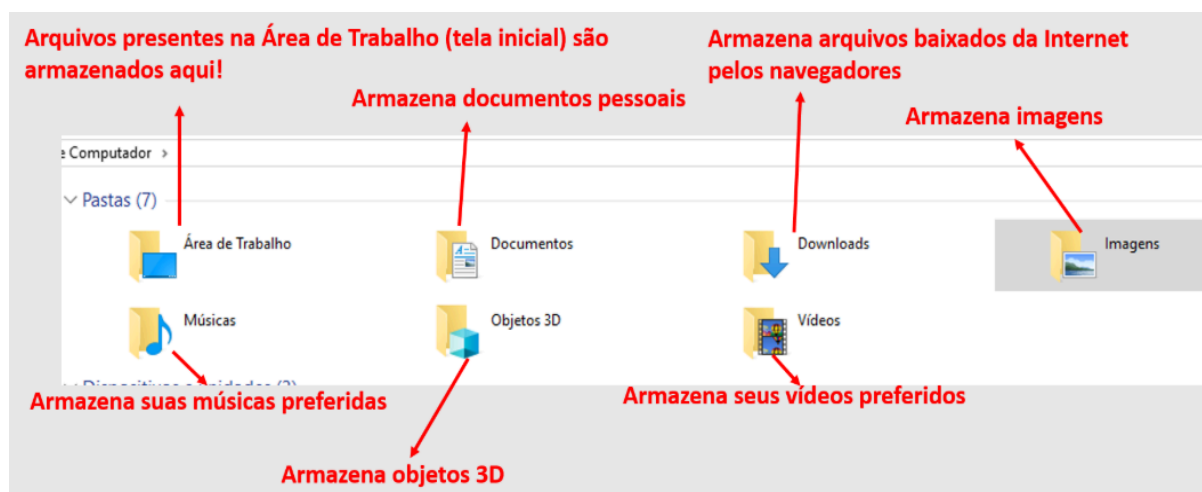 Arquivos presentes na Área de Trabalho (tela inicial) são
armazenados aqui!
Armazena documentos pessoais
Armazena arquivos baixados da Internet
pelos navegadores
Armazena imagens
e Computador >
Pastas (7)
Área de Trabalho
Documentos
Downloads
Imagens
Músicas
Objetos 3D
Vídeos
Armazena suas músicas preferidas
Armazena objetos 3D
Armazena seus vídeos preferidos